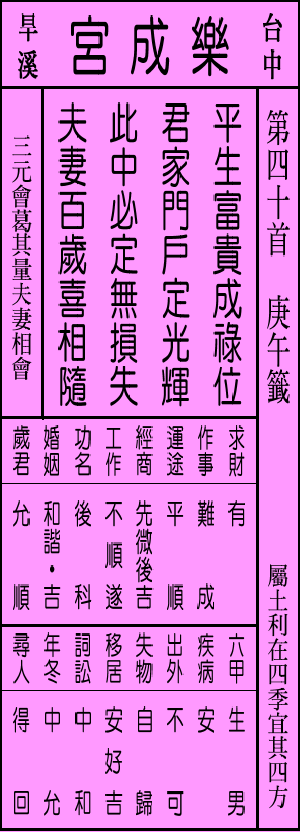 台中
樂成宮
旱溪
第四十首 庚午籤
屬土利在四季宜其四方
平生富貴成祿位
君家門戶定光輝
此中必定無損失
夫妻百歲喜相隨
三元會葛其量夫妻相會
求財 有
作事 難成
運途 平順
經商 先微後吉
工作 不順遂
功名 後科
婚姻 和諧・吉
歲君 允順
六甲 生男
疾病 安
出外 不可
失物 自歸
移居 安好吉
詞訟 中和
年冬 中允
尋人 得回